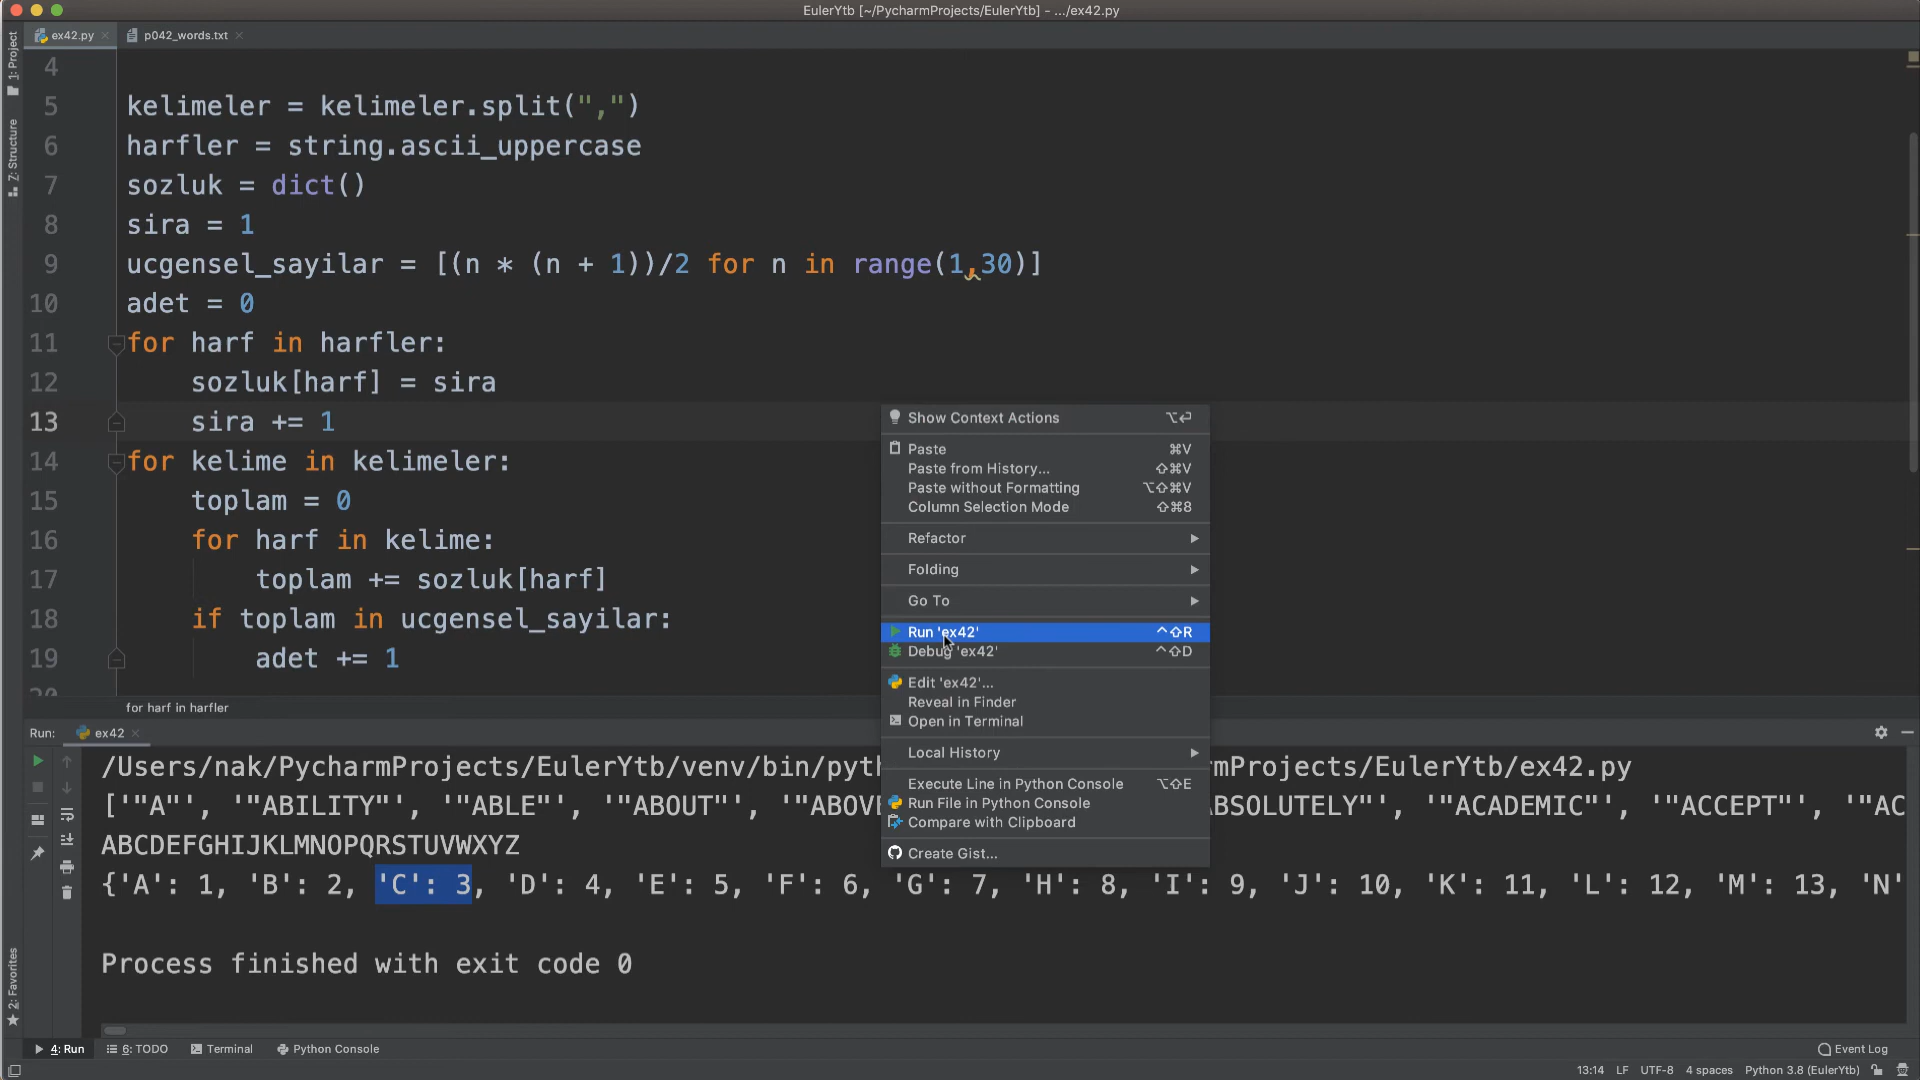 EulerYtb [~/PycharmProjects/EulerYtb] - .../ex42.py
ex42.py
p042_words.txt
1: Project
Z: Structure
2: Favorites
4
5 kelimeler = kelimeler.split(",")
6 harfler = string.ascii_uppercase
7 sozluk = dict()
8 sira = 1
9 ucgensel_sayilar = [(n * (n + 1))/2 for n in range(1,30)]
10 adet = 0
11 for harf in harfler:
12 sozluk[harf] = sira
13 sira += 1
14 for kelime in kelimeler:
15 toplam = 0
16 for harf in kelime:
17 toplam += sozluk[harf]
18 if toplam in ucgensel_sayilar:
19 adet += 1
20
for harf in harfler
Show Context Actions ⌥⏎
Paste ⌘V
Paste from History... ⇧⌘V
Paste without Formatting ⌥⇧⌘V
Column Selection Mode ⇧⌘8
Refactor
Folding
Go To
Run 'ex42' ^⇧R
Debug 'ex42' ^⇧D
Edit 'ex42'...
Reveal in Finder
Open in Terminal
Local History
Execute Line in Python Console ⌥⇧E
Run File in Python Console
Compare with Clipboard
Create Gist...
Run: ex42
/Users/nak/PycharmProjects/EulerYtb/venv/bin/pyth rmProjects/EulerYtb/ex42.py
['"A"', '"ABILITY"', '"ABLE"', '"ABOUT"', '"ABOVE BSOLUTELY"', '"ACADEMIC"', '"ACCEPT"', '"AC
ABCDEFGHIJKLMNOPQRSTUVWXYZ
{'A': 1, 'B': 2, 'C': 3, 'D': 4, 'E': 5, 'F': 6, 'G': 7, 'H': 8, 'I': 9, 'J': 10, 'K': 11, 'L': 12, 'M': 13, 'N'
Process finished with exit code 0
4: Run
6: TODO
Terminal
Python Console
Event Log
13:14 LF UTF-8 4 spaces Python 3.8 (EulerYtb)